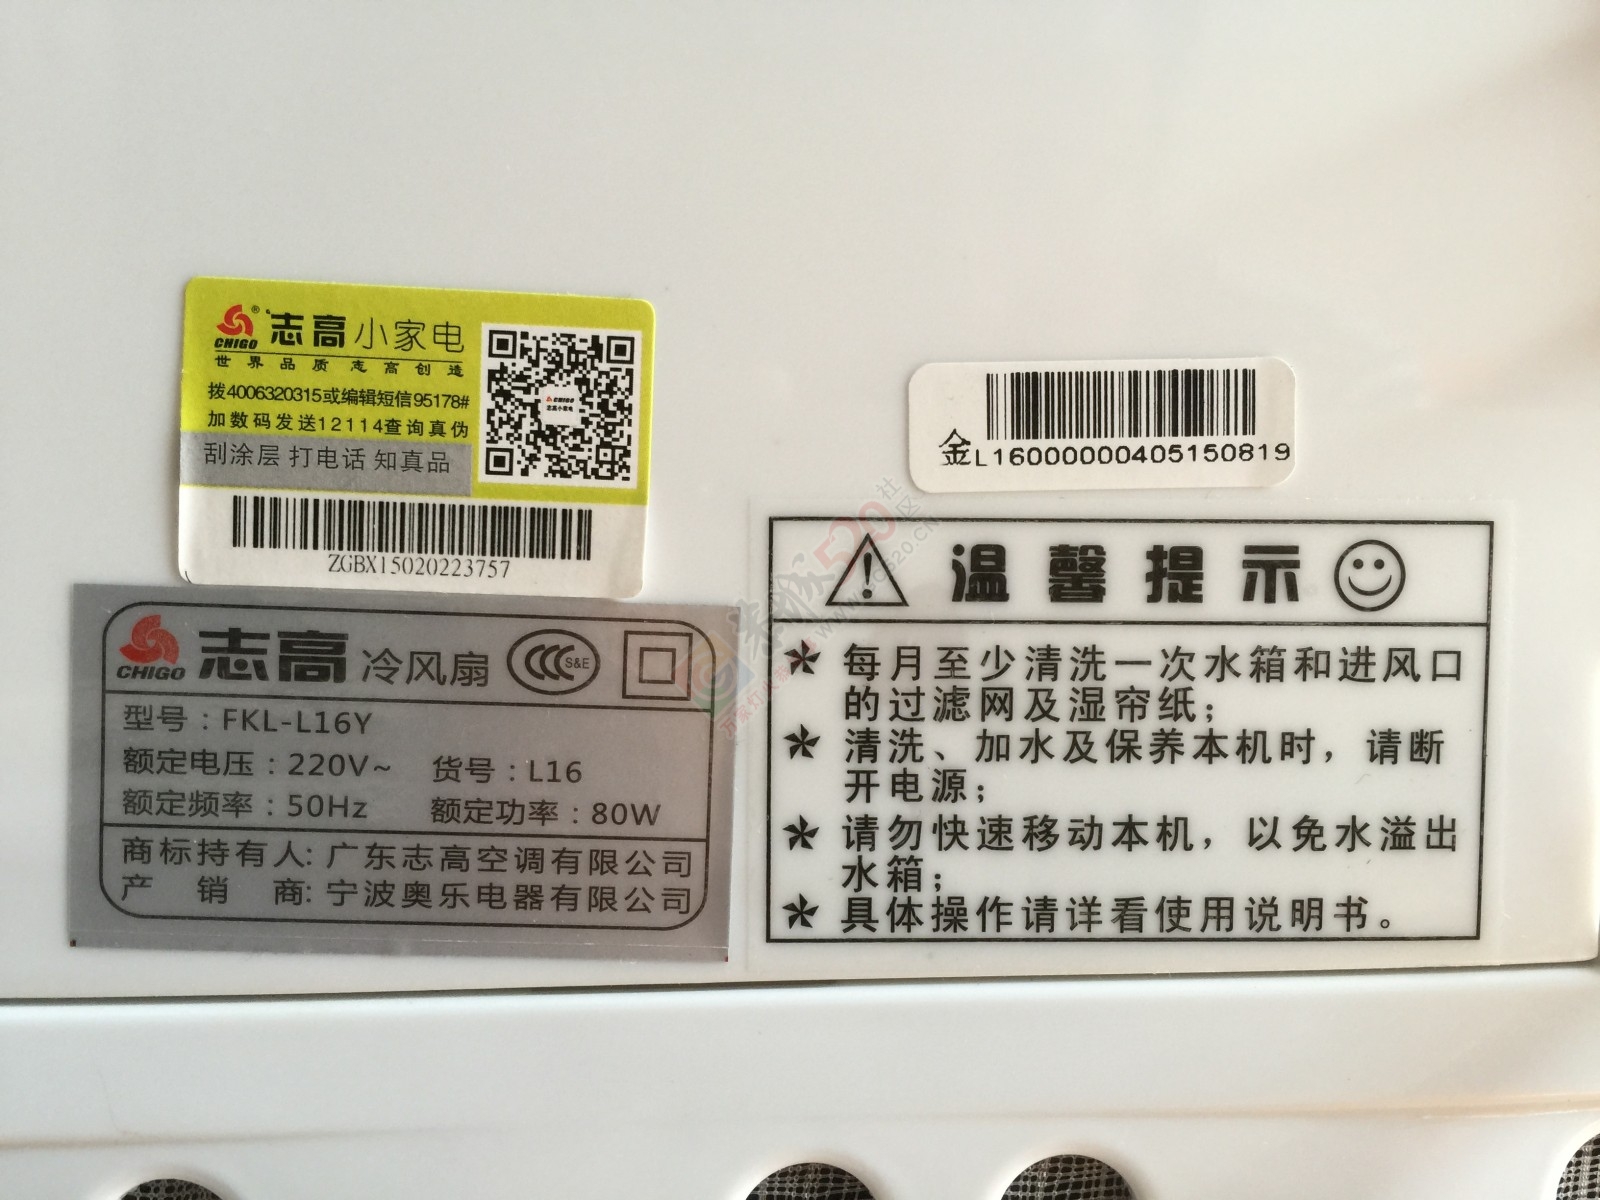 CHIGO
®
志高小家电
世界品质 志高创造
拨4006320315或编辑短信95178#
加数码发送12114查询真伪
刮涂层 打电话 知真品
CHIGO
志高小家电
ZGBX15020223757
金L1600000040515​0819
CHIGO 志高 冷风扇 CCC S&E
型号：FKL-L16Y
额定电压：220V~ 货号：L16
额定频率：50Hz 额定功率：80W
商标持有人：广东志高空调有限公司
产销商：宁波奥乐电器有限公司
温馨提示
每月至少清洗一次水箱和进风口
的过滤网及湿帘纸；
清洗、加水及保养本机时，请断
开电源；
请勿快速移动本机，以免水溢出
水箱；
具体操作请详看使用说明书。